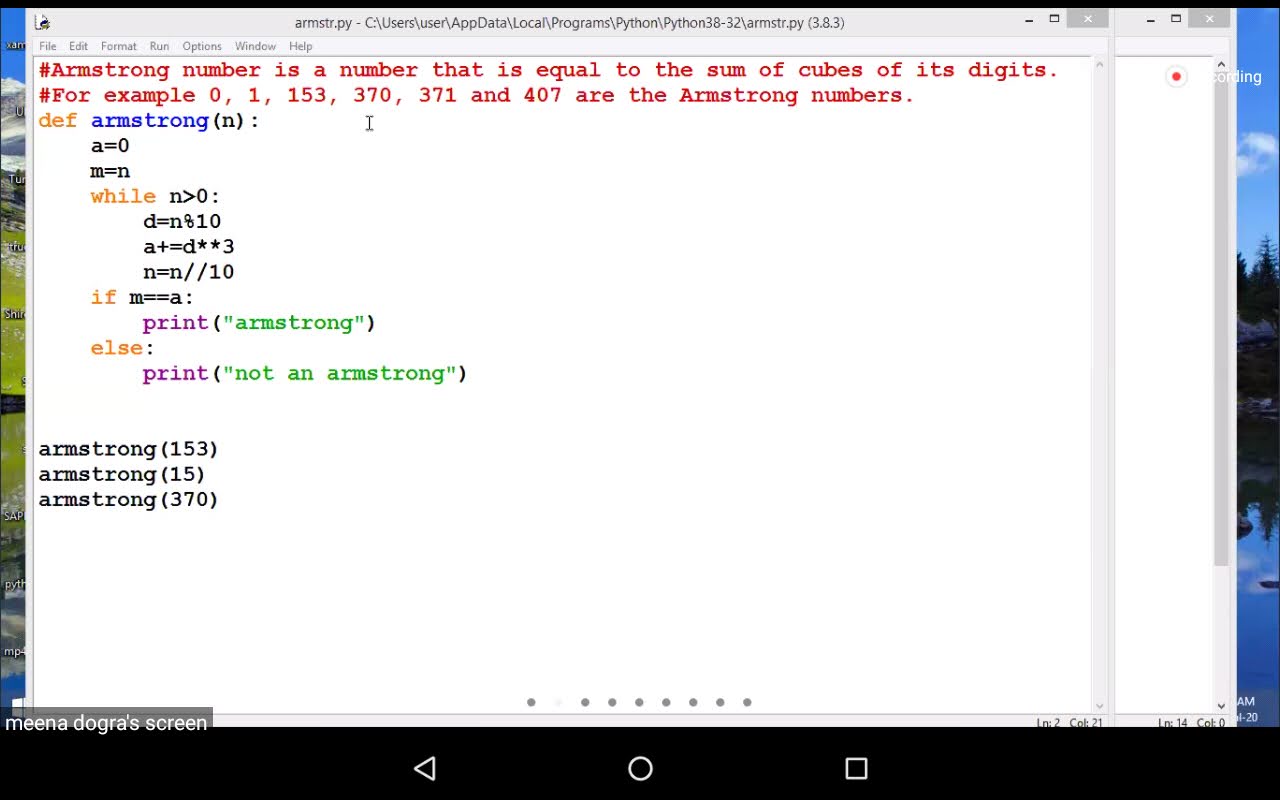 armstr.py - C:\Users\user\AppData\Local\Programs\Python\Python38-32\armstr.py (3.8.3)
File Edit Format Run Options Window Help
#Armstrong number is a number that is equal to the sum of cubes of its digits.
#For example 0, 1, 153, 370, 371 and 407 are the Armstrong numbers.
def armstrong(n):
    a=0
    m=n
    while n>0:
        d=n%10
        a+=d**3
        n=n//10
    if m==a:
        print("armstrong")
    else:
        print("not an armstrong")
armstrong(153)
armstrong(15)
armstrong(370)
meena dogra's screen
Ln: 2 Col: 21
Ln: 14 Col: 0
AM